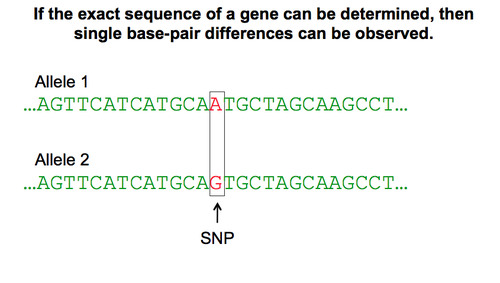 If the exact sequence of a gene can be determined, then
single base-pair differences can be observed.
Allele 1
...AGTTCATCATGCAATGCTAGCAAGCCT...
Allele 2
...AGTTCATCATGCAGTGCTAGCAAGCCT...
SNP